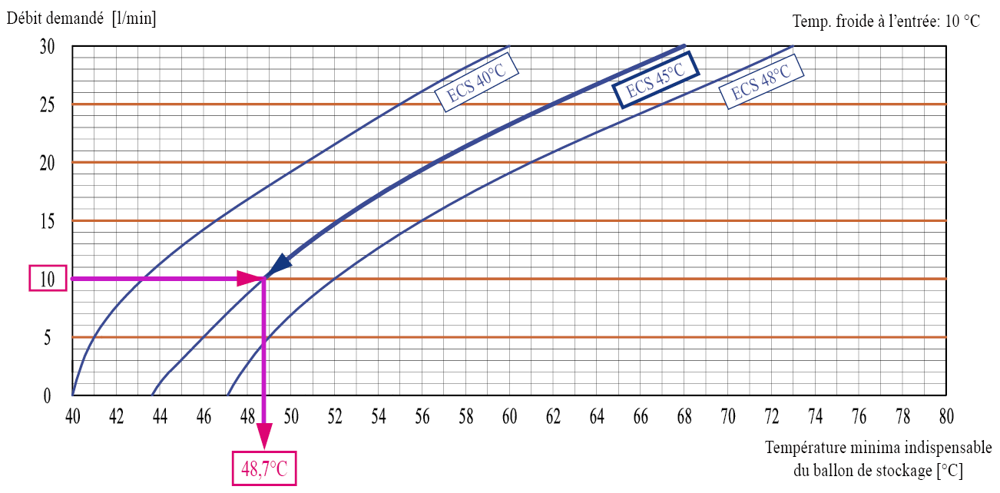 Débit demandé [l/min]
Temp. froide à l’entrée: 10 °C
30
25
20
15
10
5
0
ECS 40°C
ECS 45°C
ECS 48°C
40 42 44 46 48 50 52 54 56 58 60 62 64 66 68 70 72 74 76 78 80
48,7°C
Température minima indispensable
du ballon de stockage [°C]